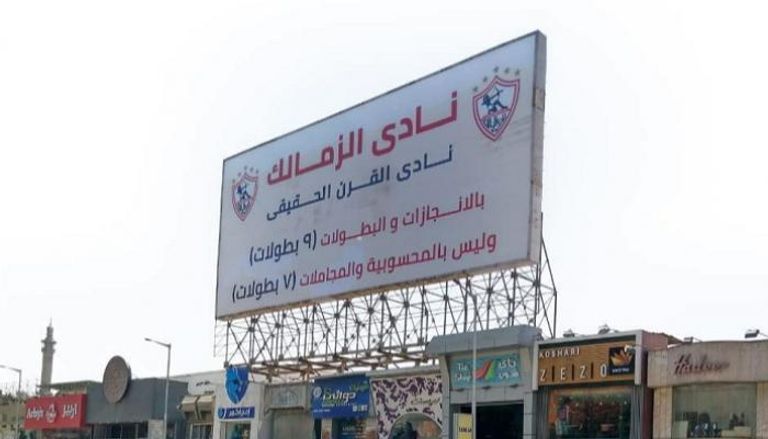 نادى الزمالك
نادى القرن الحقيقى
بالانجازات و البطولات (٩ بطولات)
وليس بالمحسوبية والمجاملات (٧ بطولات)
KOSHARI
ZEZO